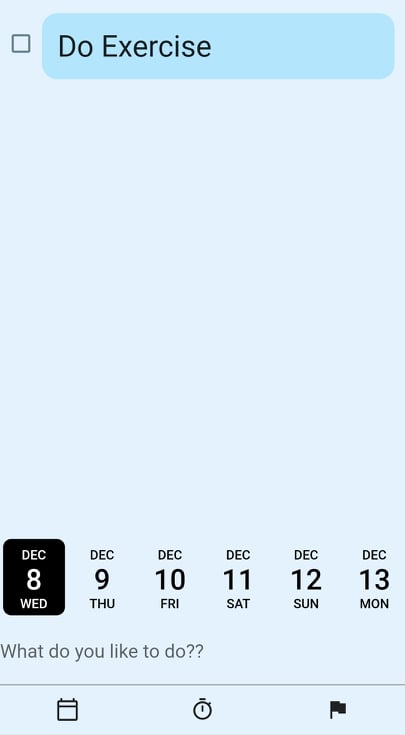 Do Exercise
DEC DEC DEC DEC DEC DEC
8 9 10 11 12 13
WED THU FRI SAT SUN MON
What do you like to do??